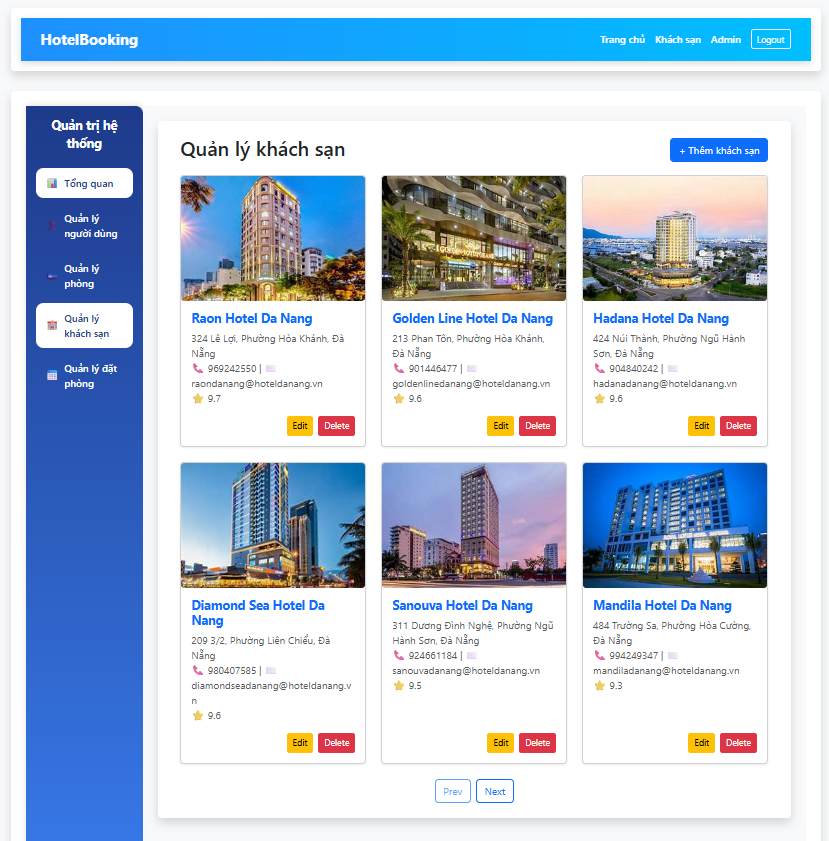 HotelBooking
Trang chủ Khách sạn Admin Logout
Quản trị hệ
thống
Tổng quan
Quản lý
người dùng
Quản lý
phòng
Quản lý
khách sạn
Quản lý đặt
phòng
Quản lý khách sạn
+ Thêm khách sạn
Raon Hotel Da Nang
324 Lê Lợi, Phường Hòa Khánh, Đà
Nẵng
📞 969242550 | 📧
raondanang@hoteldanang.vn
⭐ 9.7
Edit Delete
Golden Line Hotel Da Nang
213 Phan Tôn, Phường Hòa Khánh,
Đà Nẵng
📞 901446477 | 📧
goldenlinedanang@hoteldanang.vn
⭐ 9.6
Edit Delete
Hadana Hotel Da Nang
424 Núi Thành, Phường Ngũ Hành
Sơn, Đà Nẵng
📞 904840242 | 📧
hadanadanang@hoteldanang.vn
⭐ 9.6
Edit Delete
Diamond Sea Hotel Da
Nang
209 3/2, Phường Liên Chiểu, Đà
Nẵng
📞 980407585 | 📧
diamondseadanang@hoteldanang.v
n
⭐ 9.6
Edit Delete
Sanouva Hotel Da Nang
311 Dương Đình Nghệ, Phường Ngũ
Hành Sơn, Đà Nẵng
📞 924661184 | 📧
sanouvadanang@hoteldanang.vn
⭐ 9.5
Edit Delete
Mandila Hotel Da Nang
484 Trường Sa, Phường Hòa Cường,
Đà Nẵng
📞 994249347 | 📧
mandiladanang@hoteldanang.vn
⭐ 9.3
Edit Delete
Prev Next